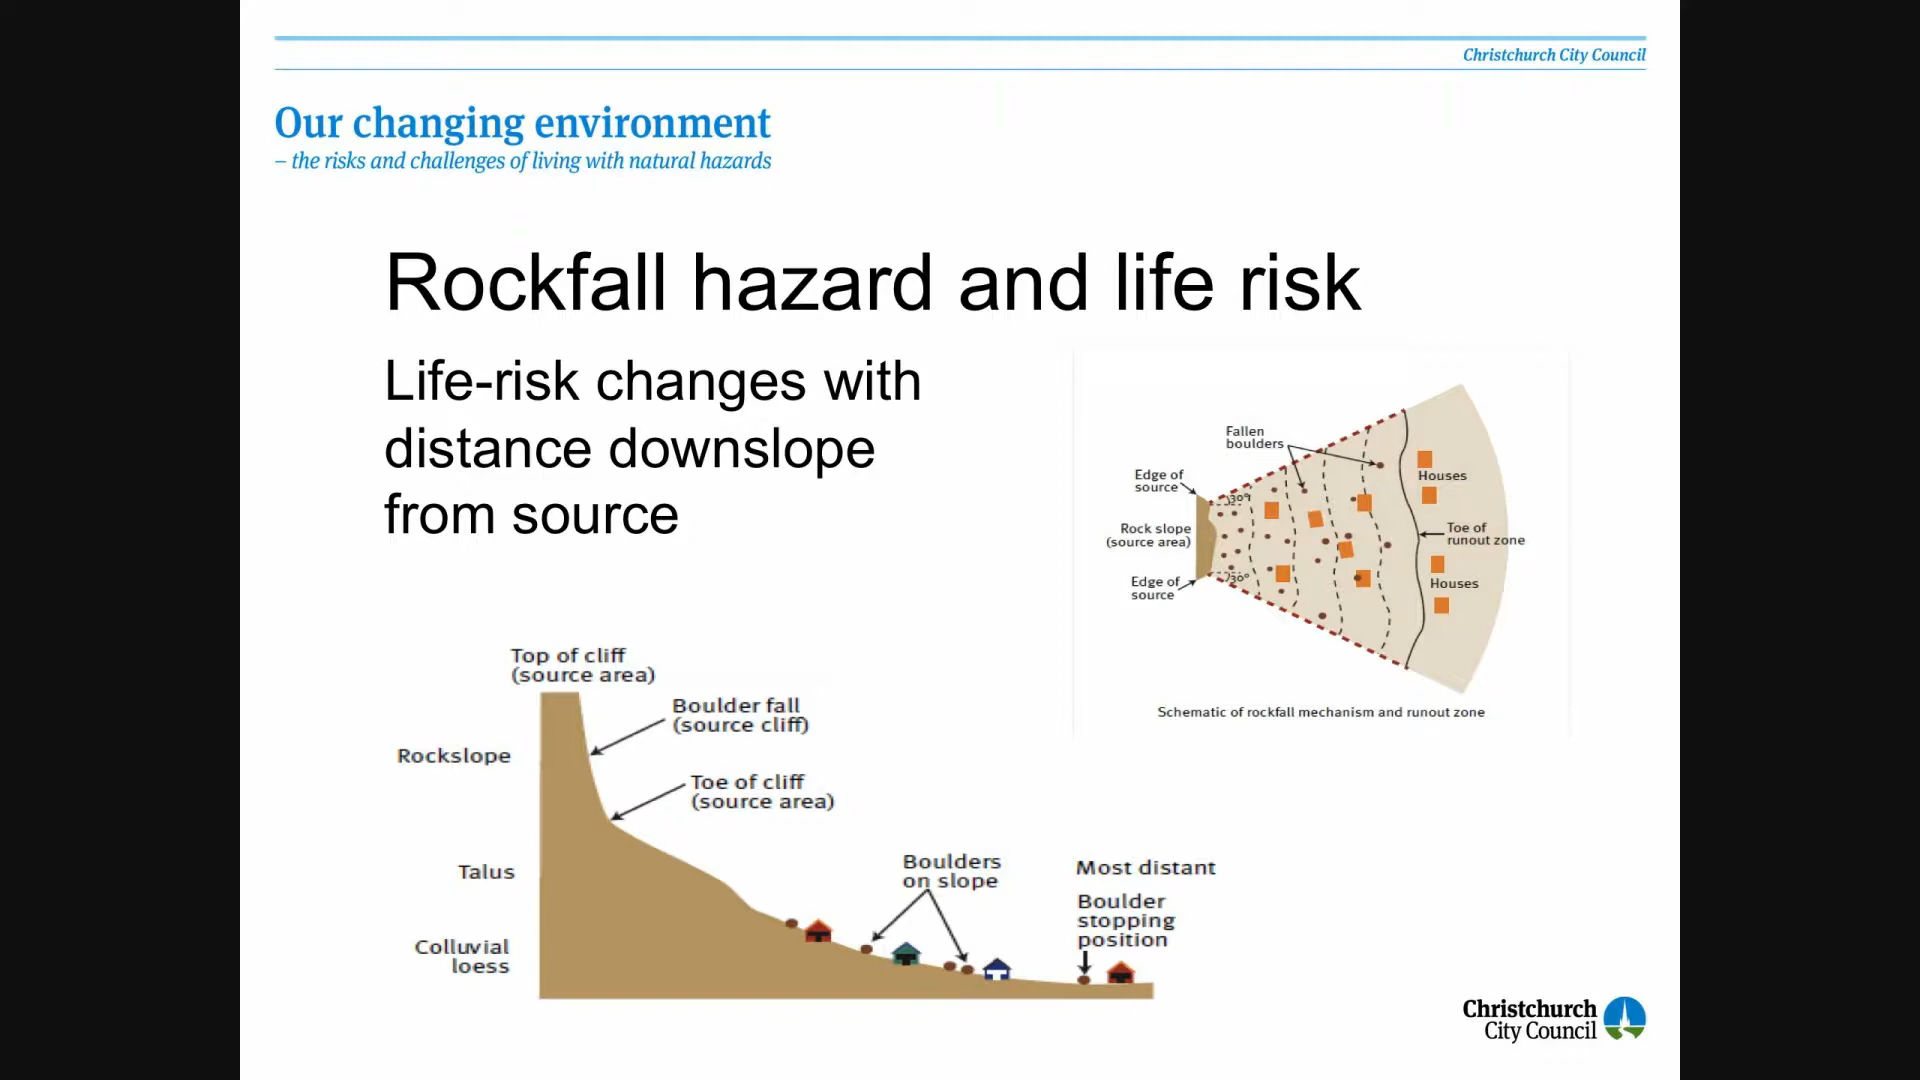 Christchurch City Council
Our changing environment
– the risks and challenges of living with natural hazards
Rockfall hazard and life risk
Life-risk changes with
distance downslope
from source
Fallen
boulders
Edge of
source
30°
Rock slope
(source area)
30°
Edge of
source
Houses
Toe of
runout zone
Houses
Schematic of rockfall mechanism and runout zone
Top of cliff
(source area)
Boulder fall
(source cliff)
Rockslope
Toe of cliff
(source area)
Talus
Boulders
on slope
Most distant
Boulder
stopping
position
Colluvial
loess
Christchurch
City Council